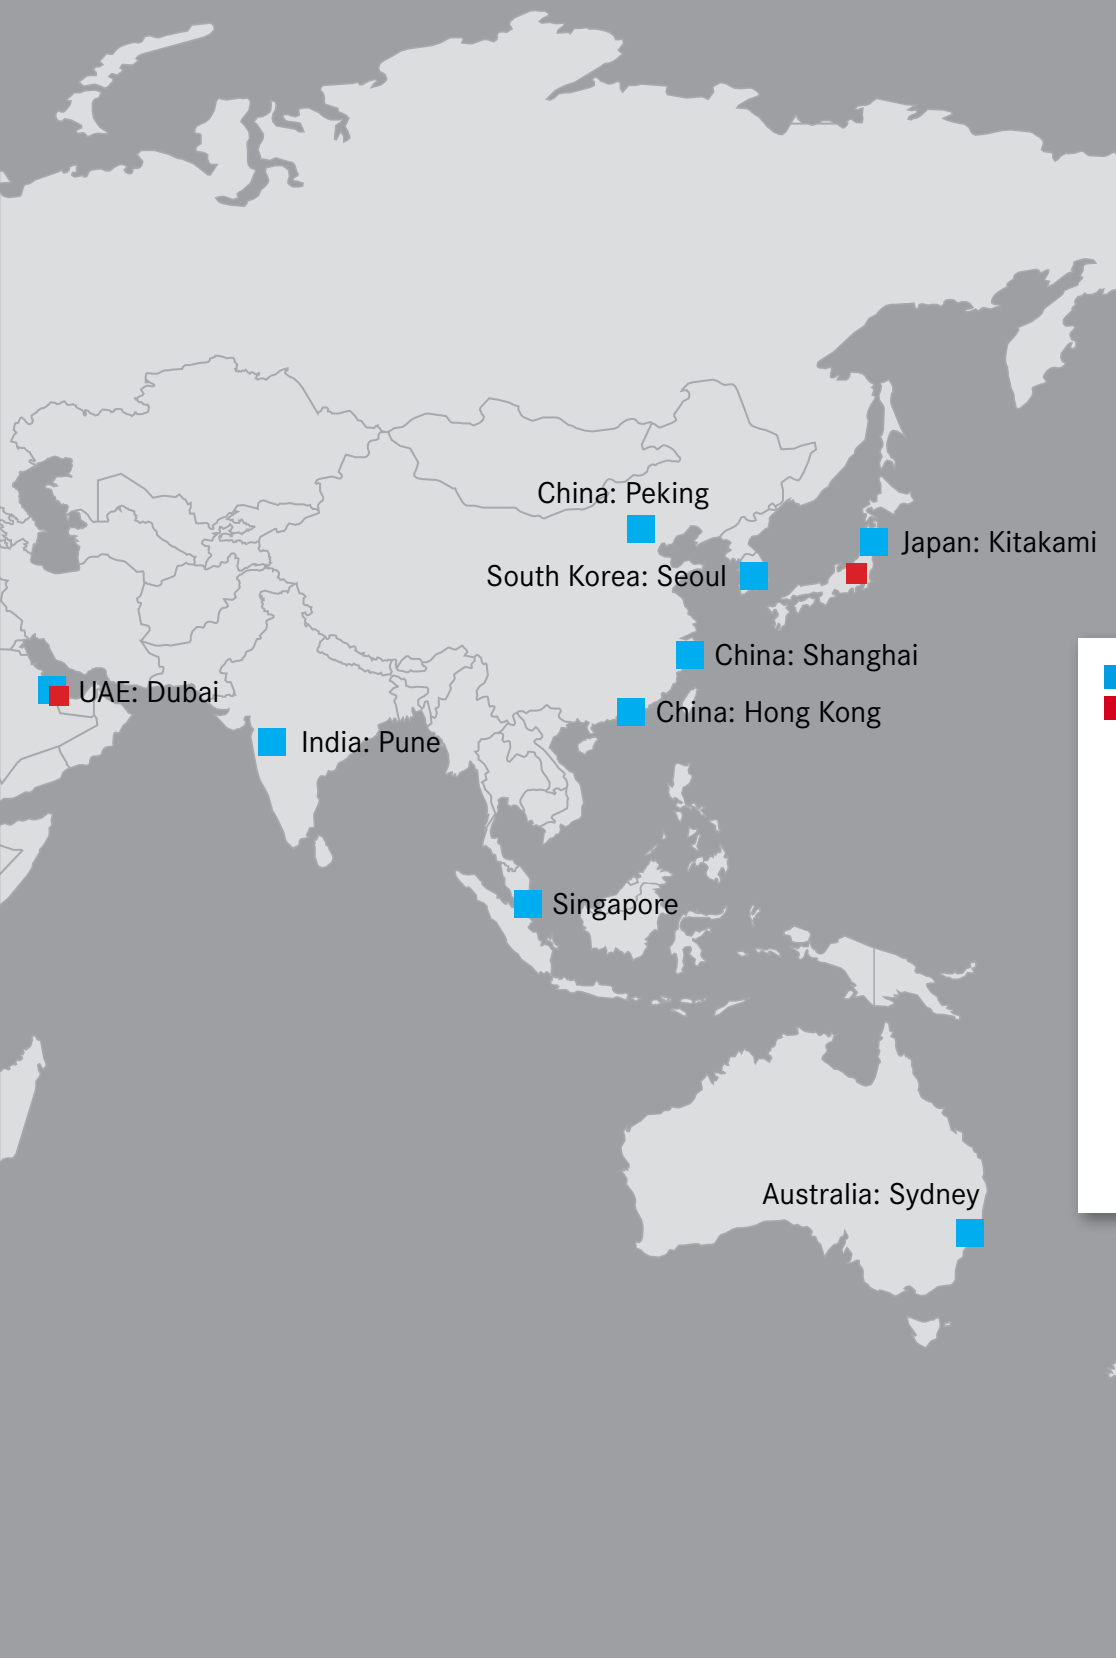 China: Peking
Japan: Kitakami
South Korea: Seoul
China: Shanghai
UAE: Dubai
China: Hong Kong
India: Pune
Singapore
Australia: Sydney